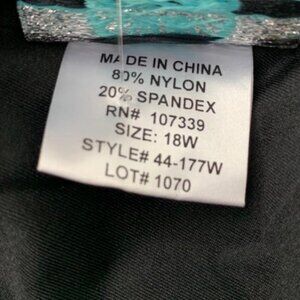 MADE IN CHINA
80% NYLON
20% SPANDEX
RN# 107339
SIZE: 18W
STYLE# 44-177W
LOT# 1070